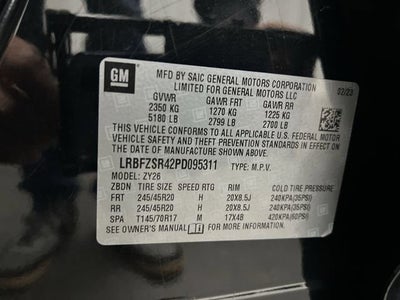 GM
MFD BY SAIC GENERAL MOTORS CORPORATION
LIMITED FOR GENERAL MOTORS LLC
02/23
GVWR GAWR FRT GAWR RR
2350 KG 1270 KG 1225 KG
5180 LB 2799 LB 2700 LB
THIS VEHICLE CONFORMS TO ALL APPLICABLE U.S. FEDERAL MOTOR
VEHICLE SAFETY AND THEFT PREVENTION STANDARDS IN EFFECT
ON THE DATE OF MANUFACTURE SHOWN ABOVE.
LRBFZSR42PD095311 TYPE: M.P.V.
MODEL: ZY26
ZBDN TIRE SIZE SPEED RTG RIM COLD TIRE PRESSURE
FRT 245/45R20 H 20X8.5J 240KPA(35PSI)
RR 245/45R20 H 20X8.5J 240KPA(35PSI)
SPA T145/70R17 M 17X4B 420KPA(60PSI)
SEE OWNER'S MANUAL FOR MORE INFORMATION.